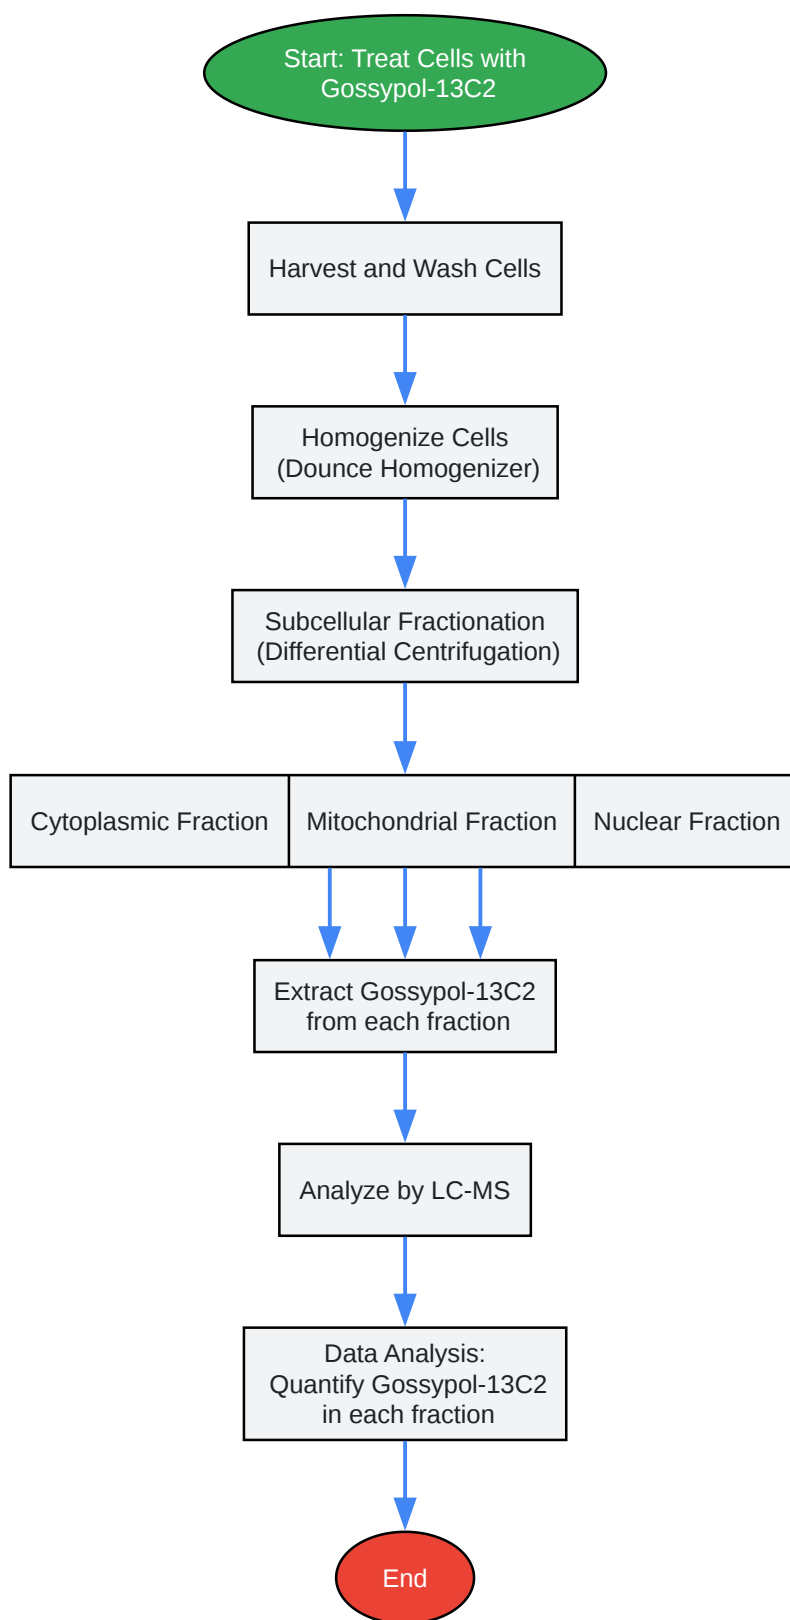 Start: Treat Cells with
Gossypol-13C2
Harvest and Wash Cells
Homogenize Cells
(Dounce Homogenizer)
Subcellular Fractionation
(Differential Centrifugation)
Cytoplasmic Fraction
Mitochondrial Fraction
Nuclear Fraction
Extract Gossypol-13C2
from each fraction
Analyze by LC-MS
Data Analysis:
Quantify Gossypol-13C2
in each fraction
End